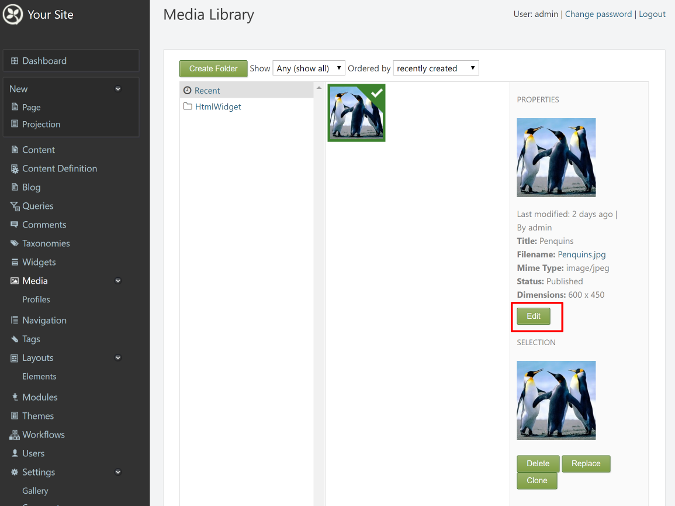 Your Site
Media Library
User: admin | Change password | Logout
Dashboard
New
Page
Projection
Content
Content Definition
Blog
Queries
Comments
Taxonomies
Widgets
Media
Profiles
Navigation
Tags
Layouts
Elements
Modules
Themes
Workflows
Users
Settings
Gallery
Create Folder Show Any (show all) Ordered by recently created
Recent
HtmlWidget
PROPERTIES
Last modified: 2 days ago |
By admin
Title: Penquins
Filename: Penquins.jpg
Mime Type: image/jpeg
Status: Published
Dimensions: 600 x 450
Edit
SELECTION
Delete Replace
Clone